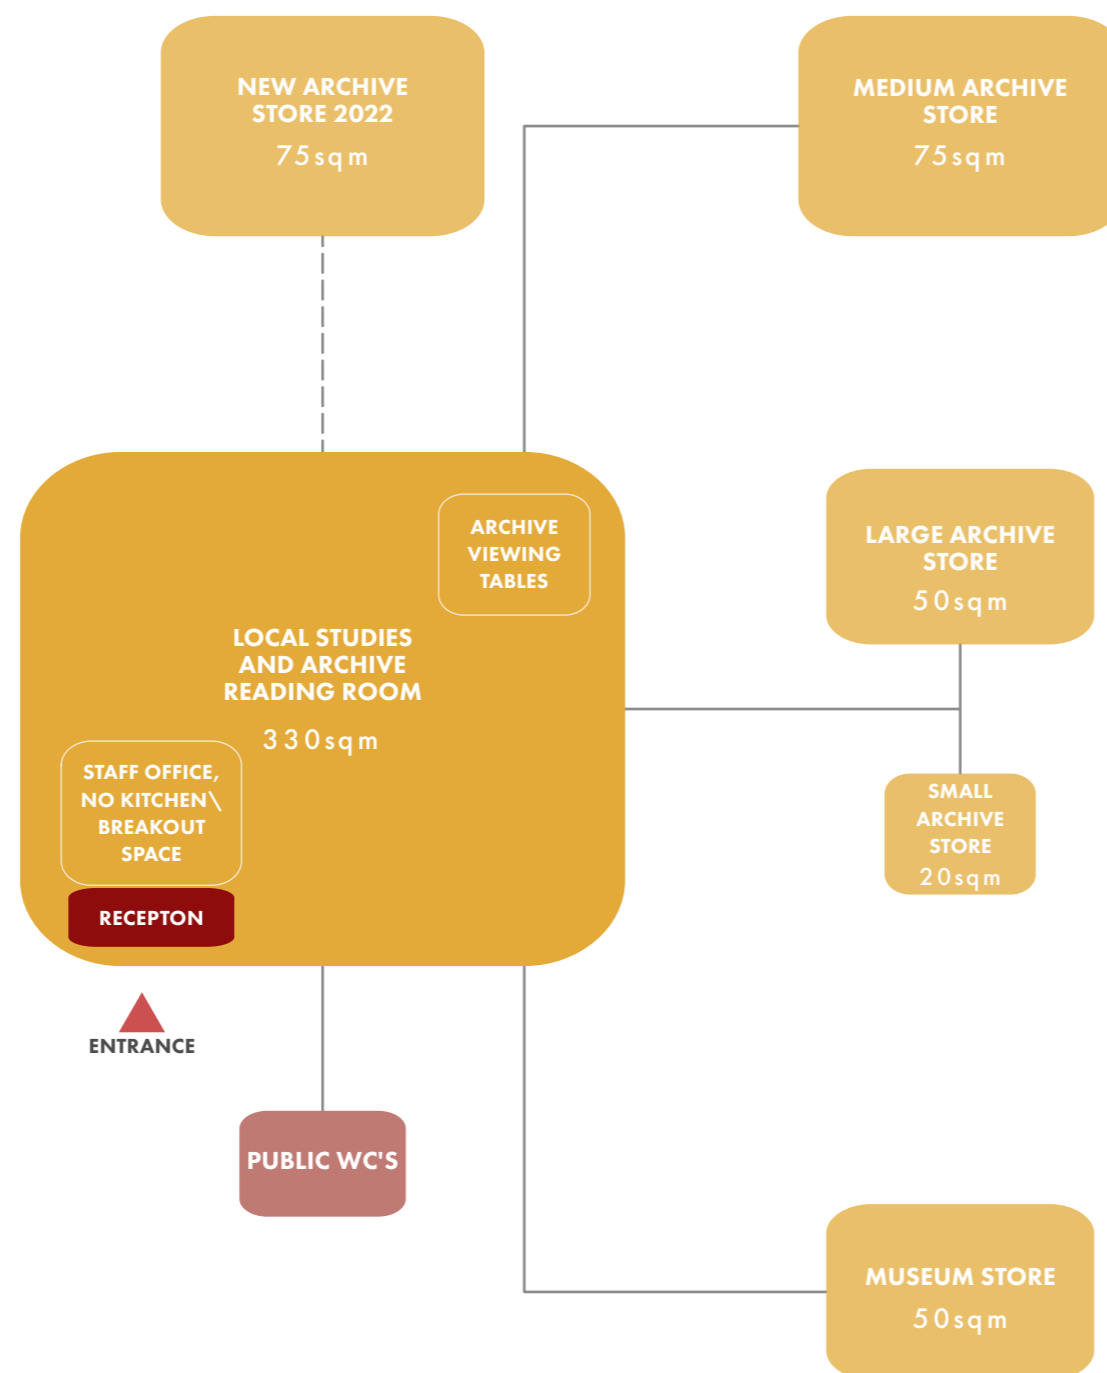 NEW ARCHIVE
STORE 2022
75sqm
MEDIUM ARCHIVE
STORE
75sqm
ARCHIVE
VIEWING
TABLES
LARGE ARCHIVE
STORE
50sqm
LOCAL STUDIES
AND ARCHIVE
READING ROOM
330sqm
STAFF OFFICE,
NO KITCHEN\
BREAKOUT
SPACE
SMALL
ARCHIVE
STORE
20sqm
RECEPTON
ENTRANCE
PUBLIC WC'S
MUSEUM STORE
50sqm